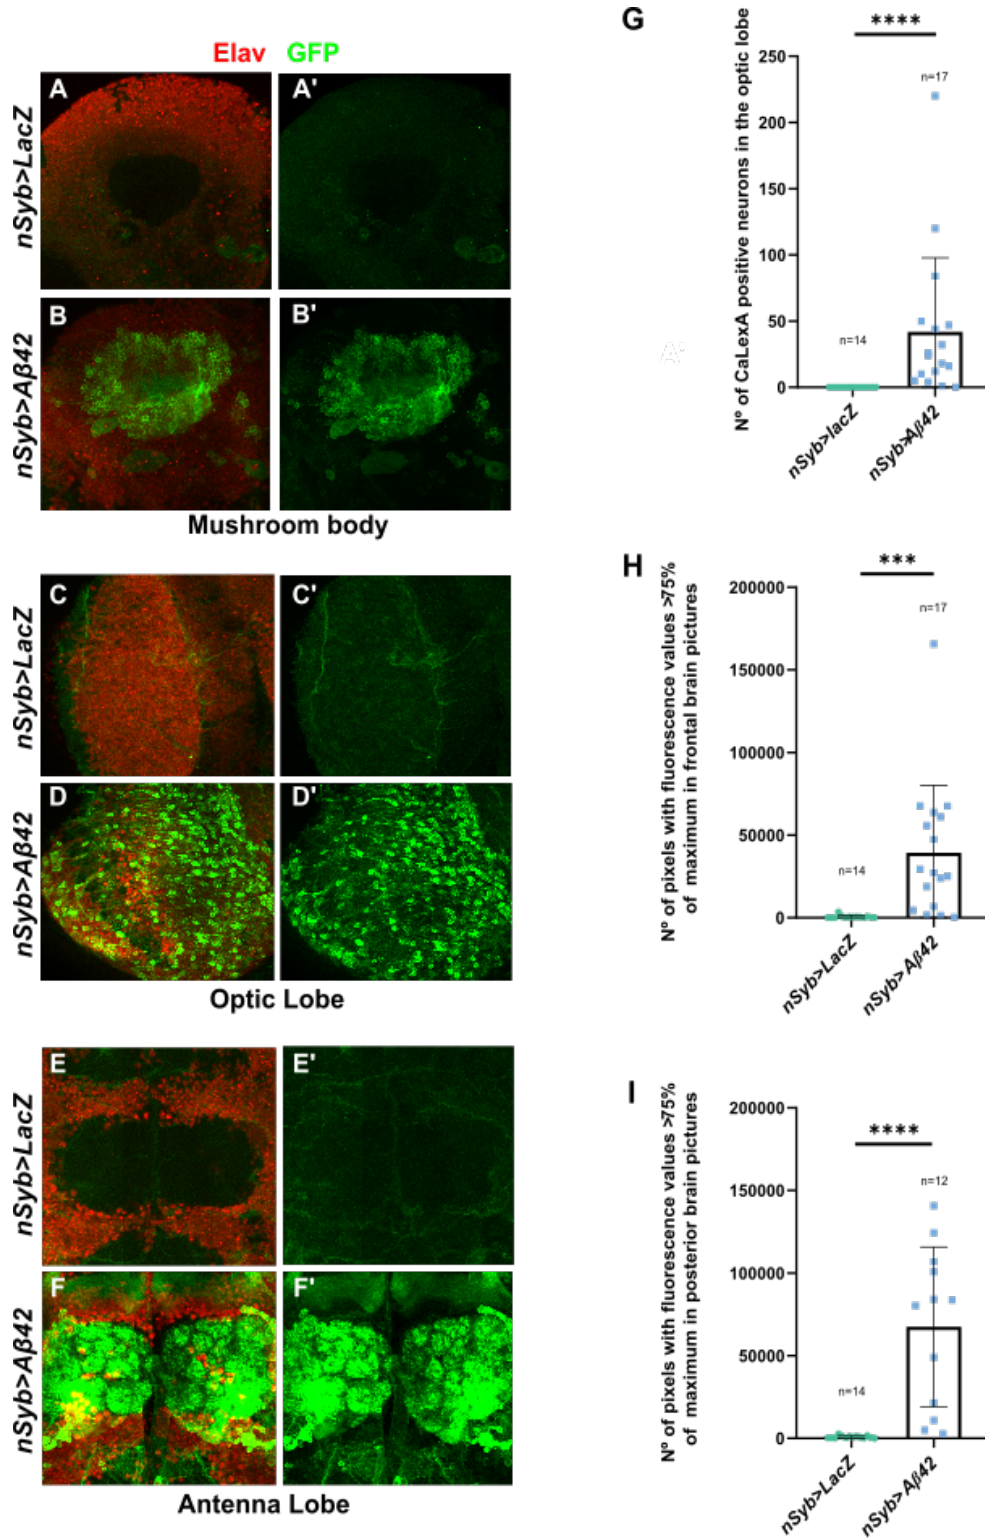 Elav GFP
nSyb>LacZ
A
A'
nSyb>Aβ42
B
B'
Mushroom body
nSyb>LacZ
C
C'
nSyb>Aβ42
D
D'
Optic Lobe
nSyb>LacZ
E
E'
nSyb>Aβ42
F
F'
Antenna Lobe
G
****
Nº of CaLexA positive neurons in the optic lobe
250
200
150
100
50
0
n=17
n=14
A'
nSyb>lacZ
nSyb>Aβ42
H
***
Nº of pixels with fluorescence values >75%
of maximum in frontal brain pictures
200000
150000
100000
50000
0
n=17
n=14
nSyb>LacZ
nSyb>Aβ42
I
****
Nº of pixels with fluorescence values >75%
of maximum in posterior brain pictures
200000
150000
100000
50000
0
n=12
n=14
nSyb>LacZ
nSyb>Aβ42